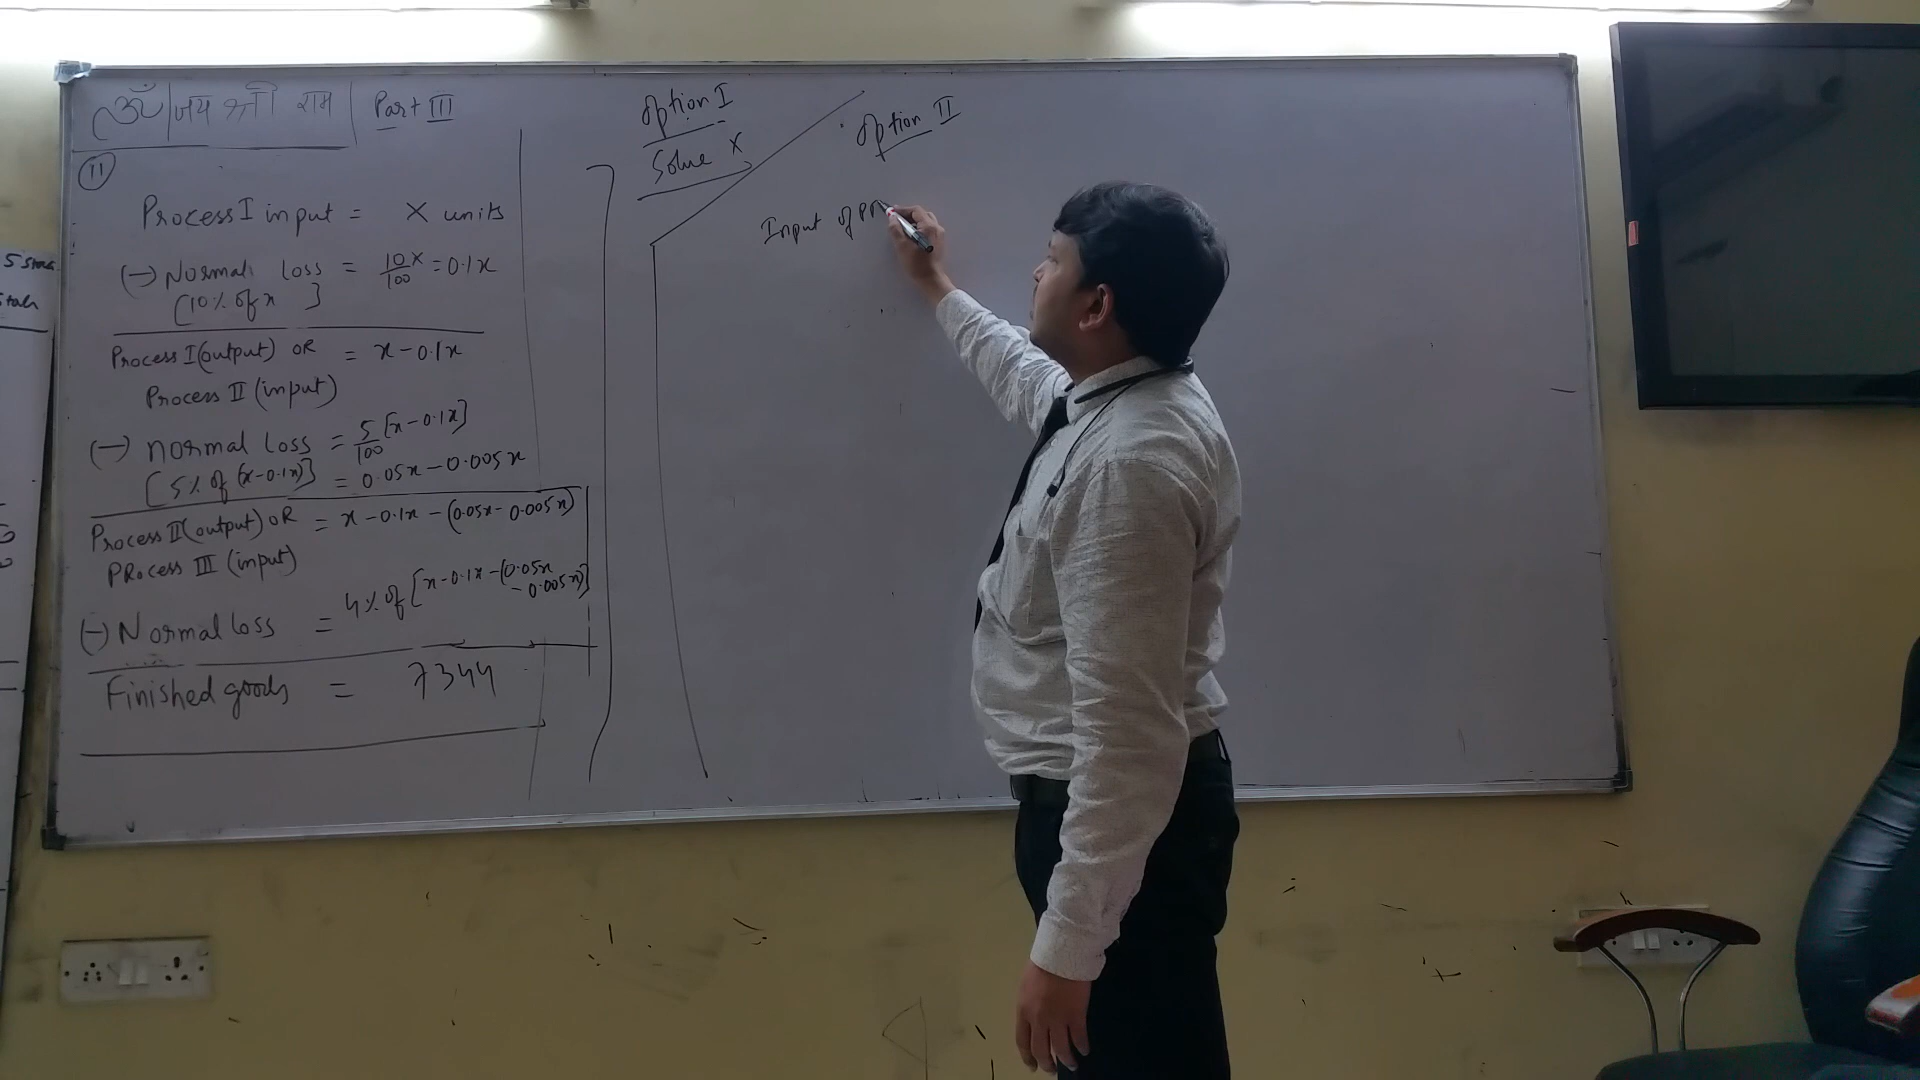 ॐ जय श्री राम Part III
11
Process I input = X units
(-) Normal Loss = 10x/100 = 0.1x
[10% of x]
Process I (output) OR = x - 0.1x
Process II (input)
(-) normal Loss = 5/100 [x - 0.1x]
[5% of (x-0.1x)] = 0.05x - 0.005x
Process II (output) OR = x - 0.1x - (0.05x - 0.005x)
PRocess III (input)
(-) Normal loss = 4% of [x - 0.1x - (0.05x - 0.005x)]
Finished goods = 7344
Option I
Solve X
Option II
Input of
5 Star